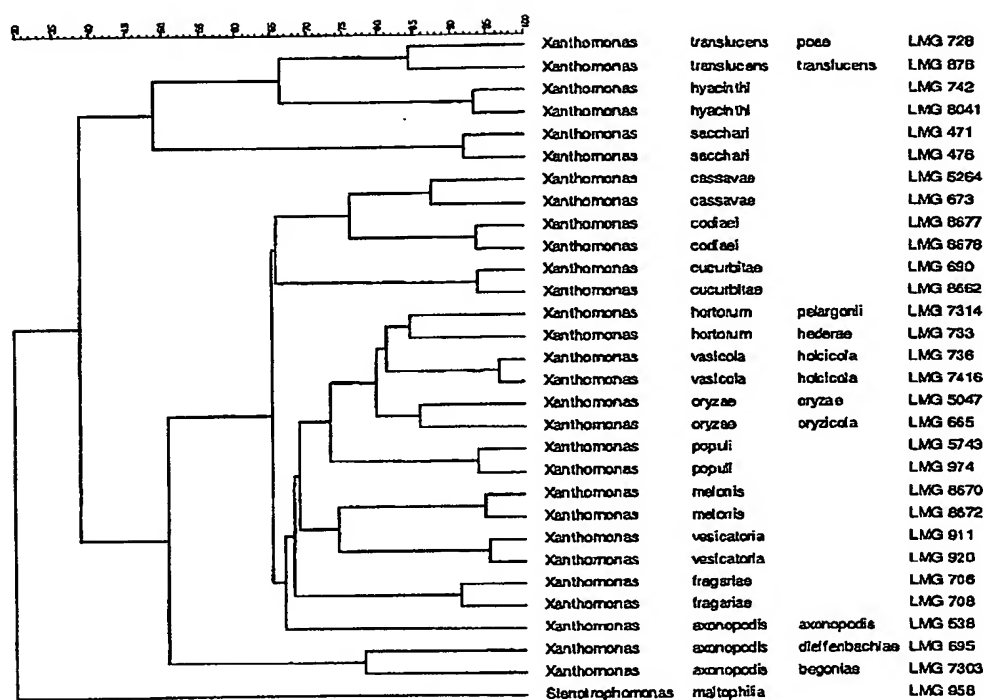 100
Xanthomonas translucens poae LMG 728
Xanthomonas translucens translucens LMG 876
Xanthomonas hyacinthi LMG 742
Xanthomonas hyacinthi LMG 8041
Xanthomonas sacchari LMG 471
Xanthomonas sacchari LMG 476
Xanthomonas cassavae LMG 5264
Xanthomonas cassavae LMG 673
Xanthomonas codiaei LMG 8677
Xanthomonas codiaei LMG 8678
Xanthomonas cucurbitae LMG 690
Xanthomonas cucurbitae LMG 8662
Xanthomonas hortorum pelargonii LMG 7314
Xanthomonas hortorum hederae LMG 733
Xanthomonas vasicola holcicola LMG 736
Xanthomonas vasicola holcicola LMG 7416
Xanthomonas oryzae oryzae LMG 5047
Xanthomonas oryzae oryzicola LMG 665
Xanthomonas populi LMG 5743
Xanthomonas populi LMG 974
Xanthomonas melonis LMG 8670
Xanthomonas melonis LMG 8672
Xanthomonas vesicatoria LMG 911
Xanthomonas vesicatoria LMG 920
Xanthomonas fragariae LMG 706
Xanthomonas fragariae LMG 708
Xanthomonas axonopodis axonopodis LMG 538
Xanthomonas axonopodis dieffenbachiae LMG 695
Xanthomonas axonopodis begoniae LMG 7303
Stenotrophomonas maltophilia LMG 958